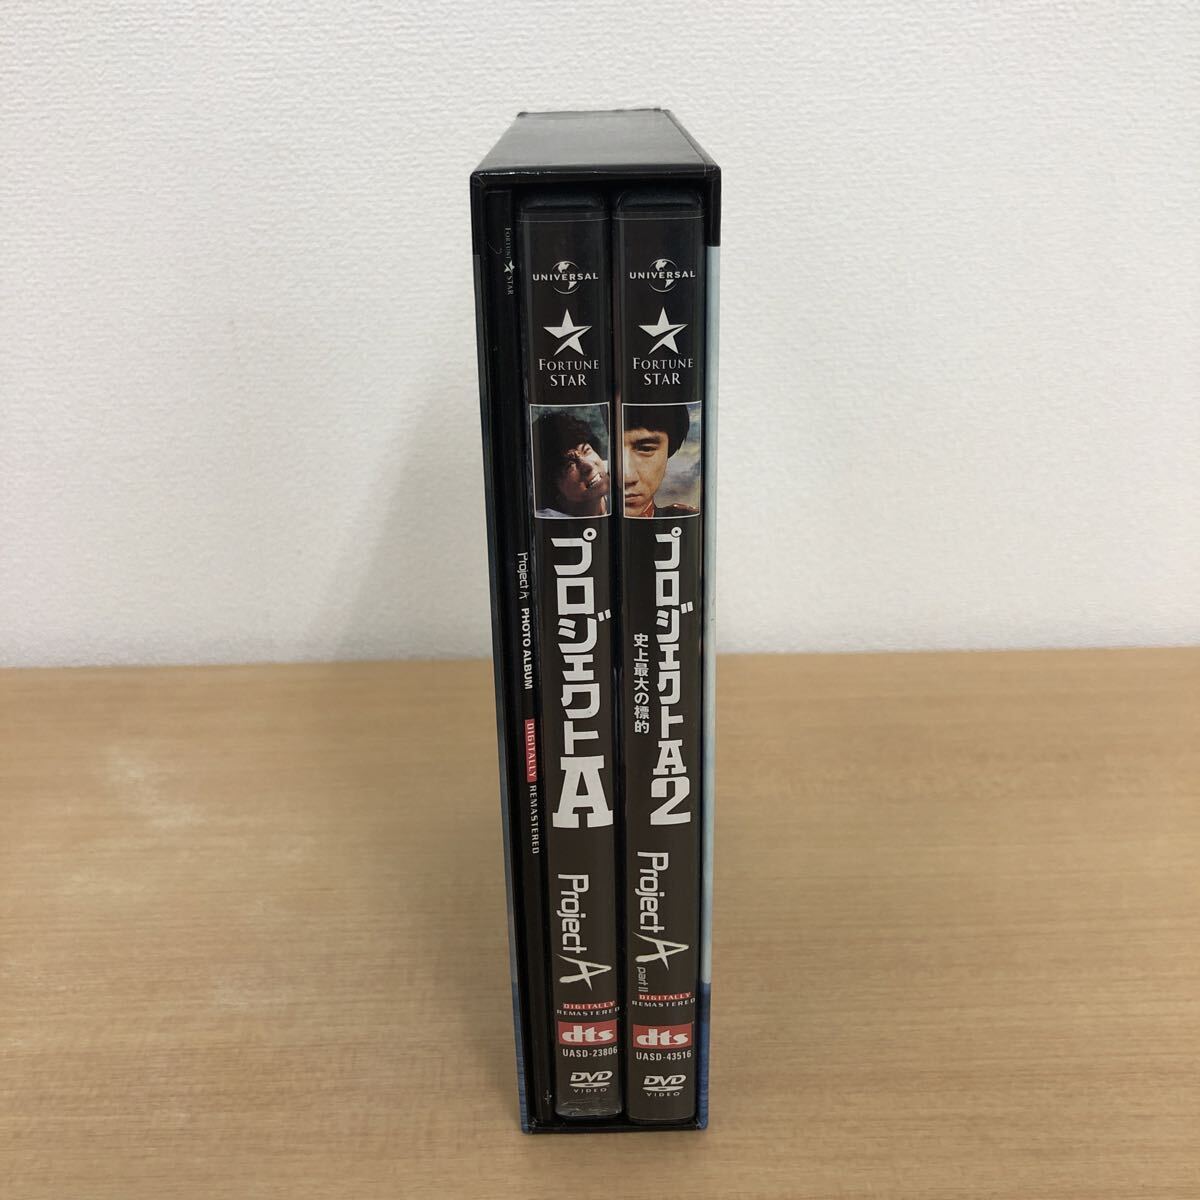 FORTUNE STAR
Project A PHOTO ALBUM
DIGITALLY REMASTERED
UNIVERSAL
FORTUNE
STAR
プロジェクトA
Project A
DIGITALLY
REMASTERED
dts
UASD-23806
DVD
VIDEO
UNIVERSAL
FORTUNE
STAR
プロジェクトA2
史上最大の標的
Project A
part II
DIGITALLY
REMASTERED
dts
UASD-43516
DVD
VIDEO